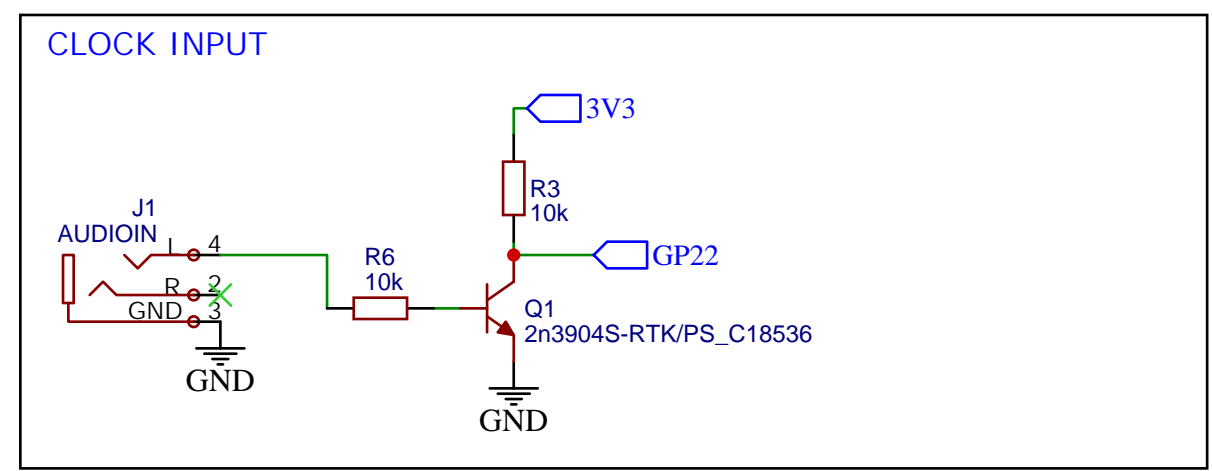 CLOCK INPUT
3V3
R3
10k
J1
AUDIOIN
L 4
R 2
GND 3
GND
R6
10k
GP22
Q1
2n3904S-RTK/PS_C18536
GND